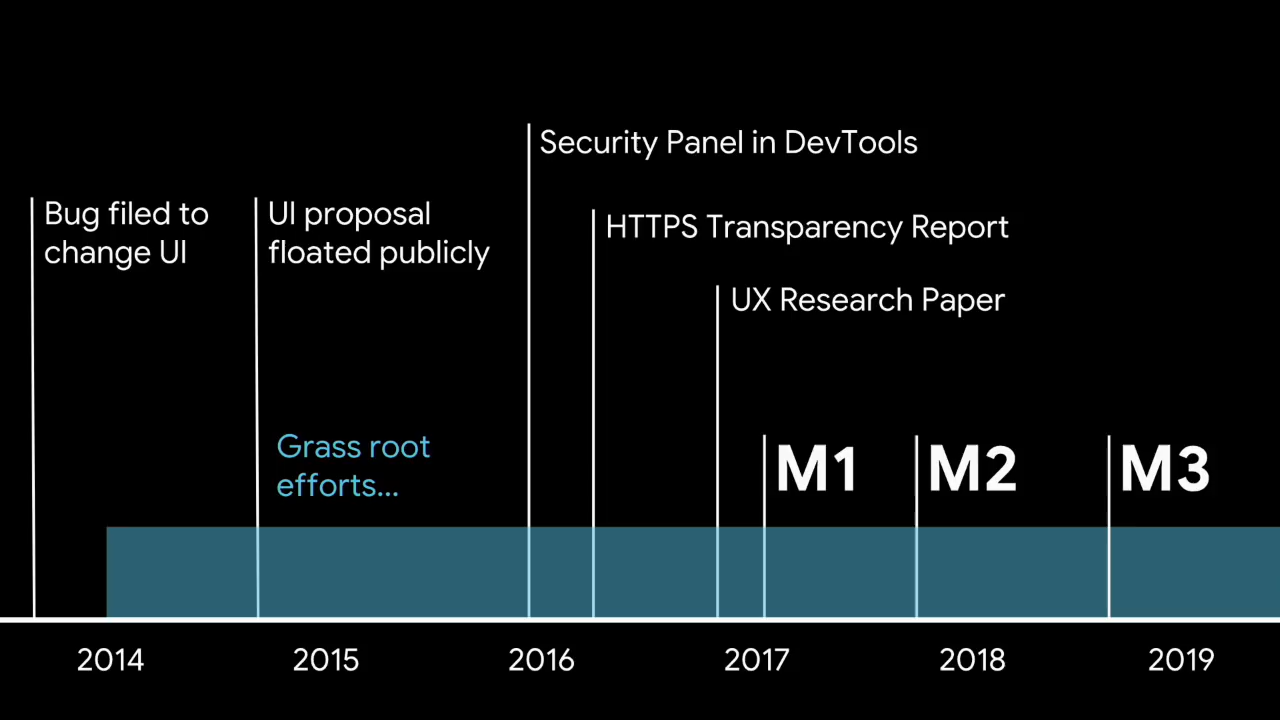 Security Panel in DevTools
Bug filed to
change UI
UI proposal
floated publicly
HTTPS Transparency Report
UX Research Paper
Grass root
efforts...
M1
M2
M3
2014
2015
2016
2017
2018
2019